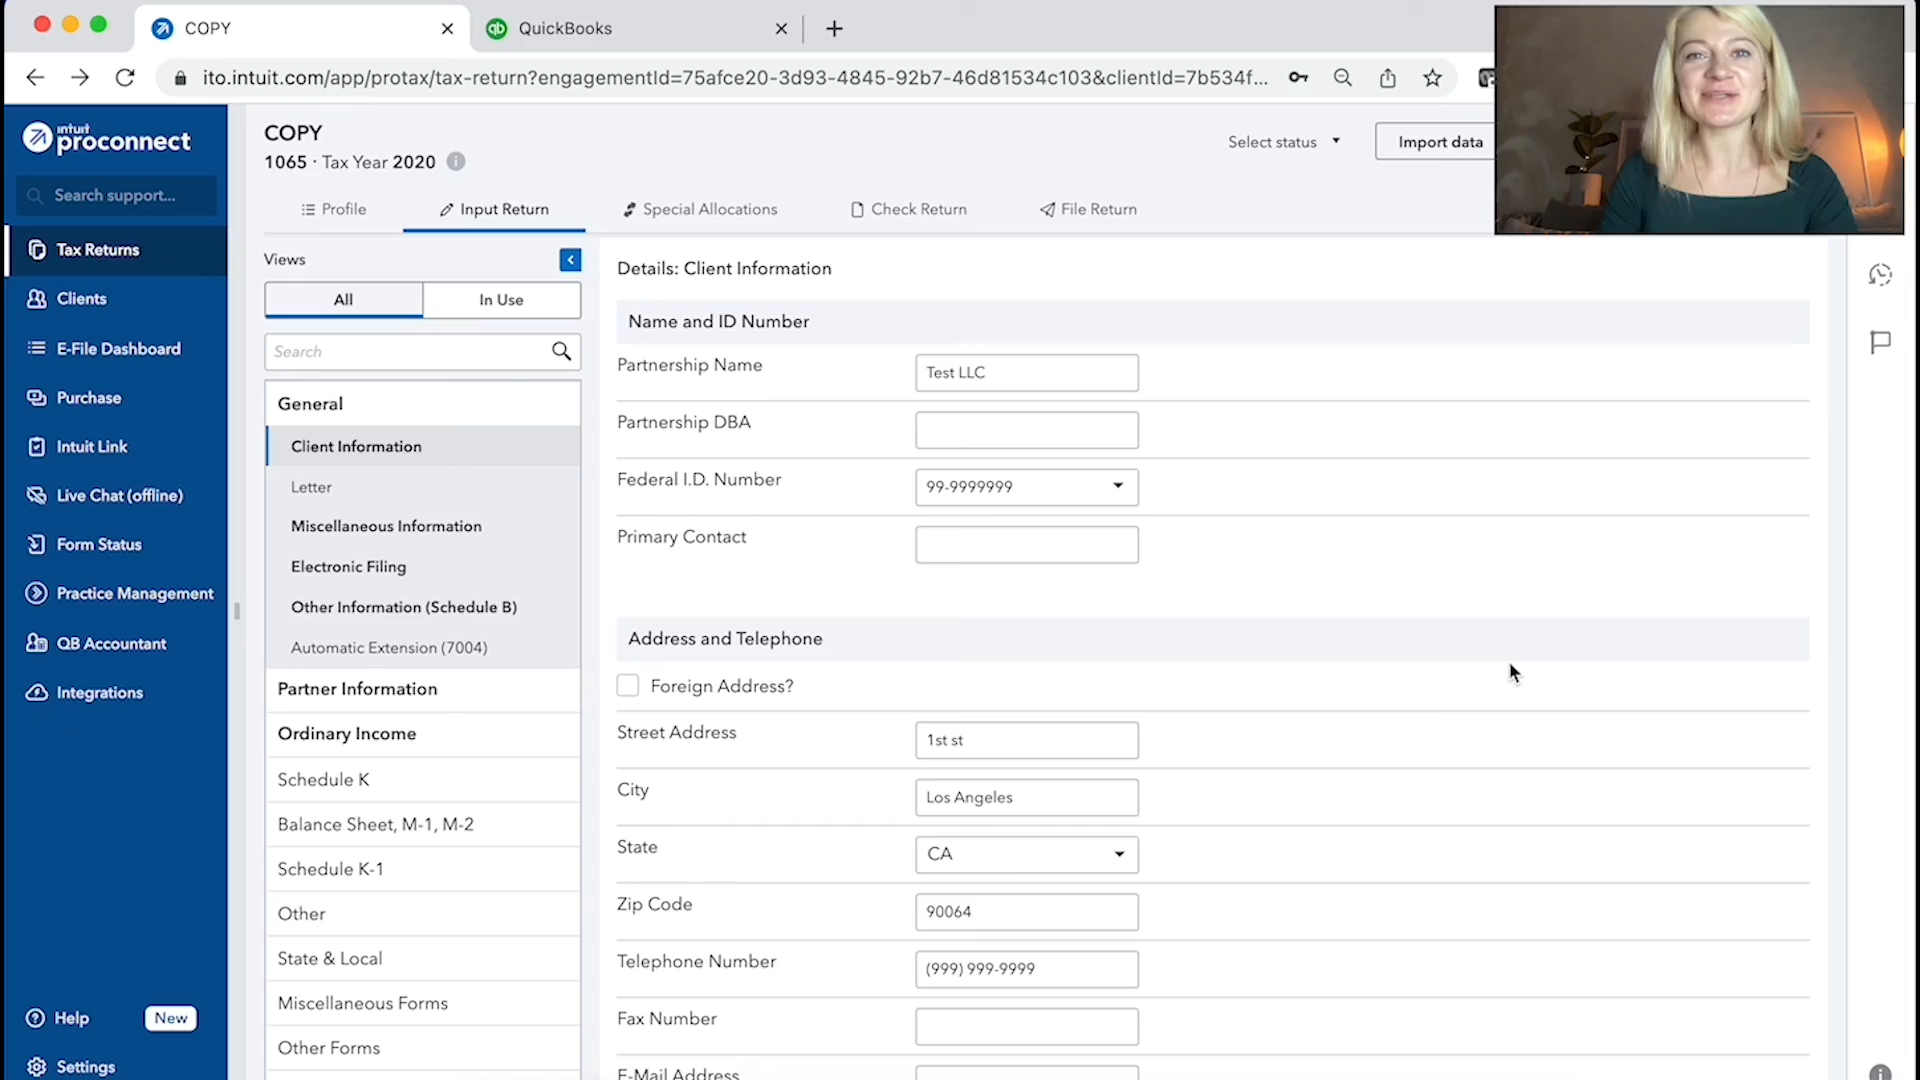 COPY
QuickBooks
ito.intuit.com/app/protax/tax-return?engagementId=75afce20-3d93-4845-92b7-46d81534c103&clientId=7b534f...
intuit proconnect
Search support...
Tax Returns
Clients
E-File Dashboard
Purchase
Intuit Link
Live Chat (offline)
Form Status
Practice Management
QB Accountant
Integrations
Help
New
Settings
COPY
1065 · Tax Year 2020
Select status
Import data
Profile
Input Return
Special Allocations
Check Return
File Return
Views
All
In Use
Search
General
Client Information
Letter
Miscellaneous Information
Electronic Filing
Other Information (Schedule B)
Automatic Extension (7004)
Partner Information
Ordinary Income
Schedule K
Balance Sheet, M-1, M-2
Schedule K-1
Other
State & Local
Miscellaneous Forms
Other Forms
Details: Client Information
Name and ID Number
Partnership Name
Test LLC
Partnership DBA
Federal I.D. Number
99-9999999
Primary Contact
Address and Telephone
Foreign Address?
Street Address
1st st
City
Los Angeles
State
CA
Zip Code
90064
Telephone Number
(999) 999-9999
Fax Number
E-Mail Address